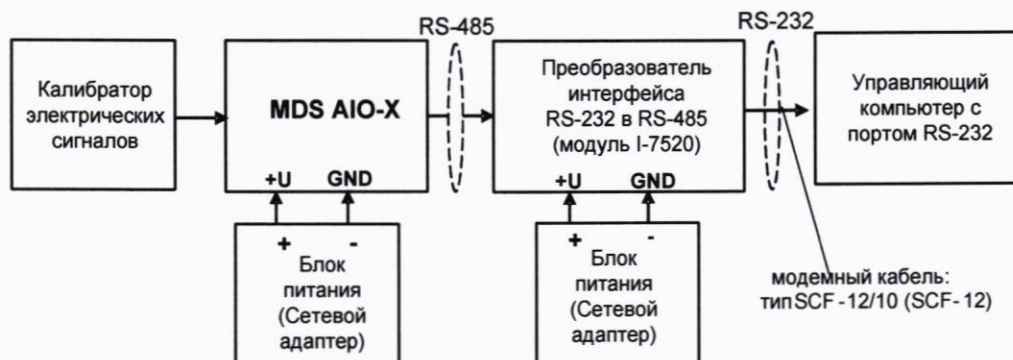 RS-485
RS-232
Калибратор
электрических
сигналов
MDS AIO-X
+U GND
Преобразователь
интерфейса
RS-232 в RS-485
(модуль I-7520)
+U GND
Управляющий
компьютер с
портом RS-232
+ -
Блок
питания
(Сетевой
адаптер)
+ -
Блок
питания
(Сетевой
адаптер)
модемный кабель:
тип SCF -12/10 (SCF- 12)